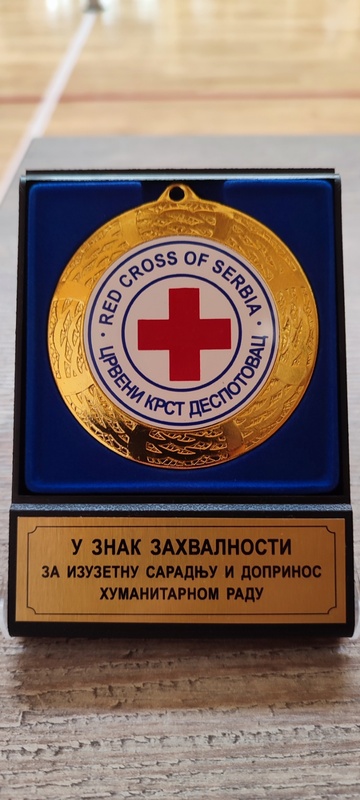 · RED CROSS OF SERBIA ·
ЦРВЕНИ КРСТ ДЕСПОТОВАЦ
У ЗНАК ЗАХВАЛНОСТИ
ЗА ИЗУЗЕТНУ САРАДЊУ И ДОПРИНОС
ХУМАНИТАРНОМ РАДУ